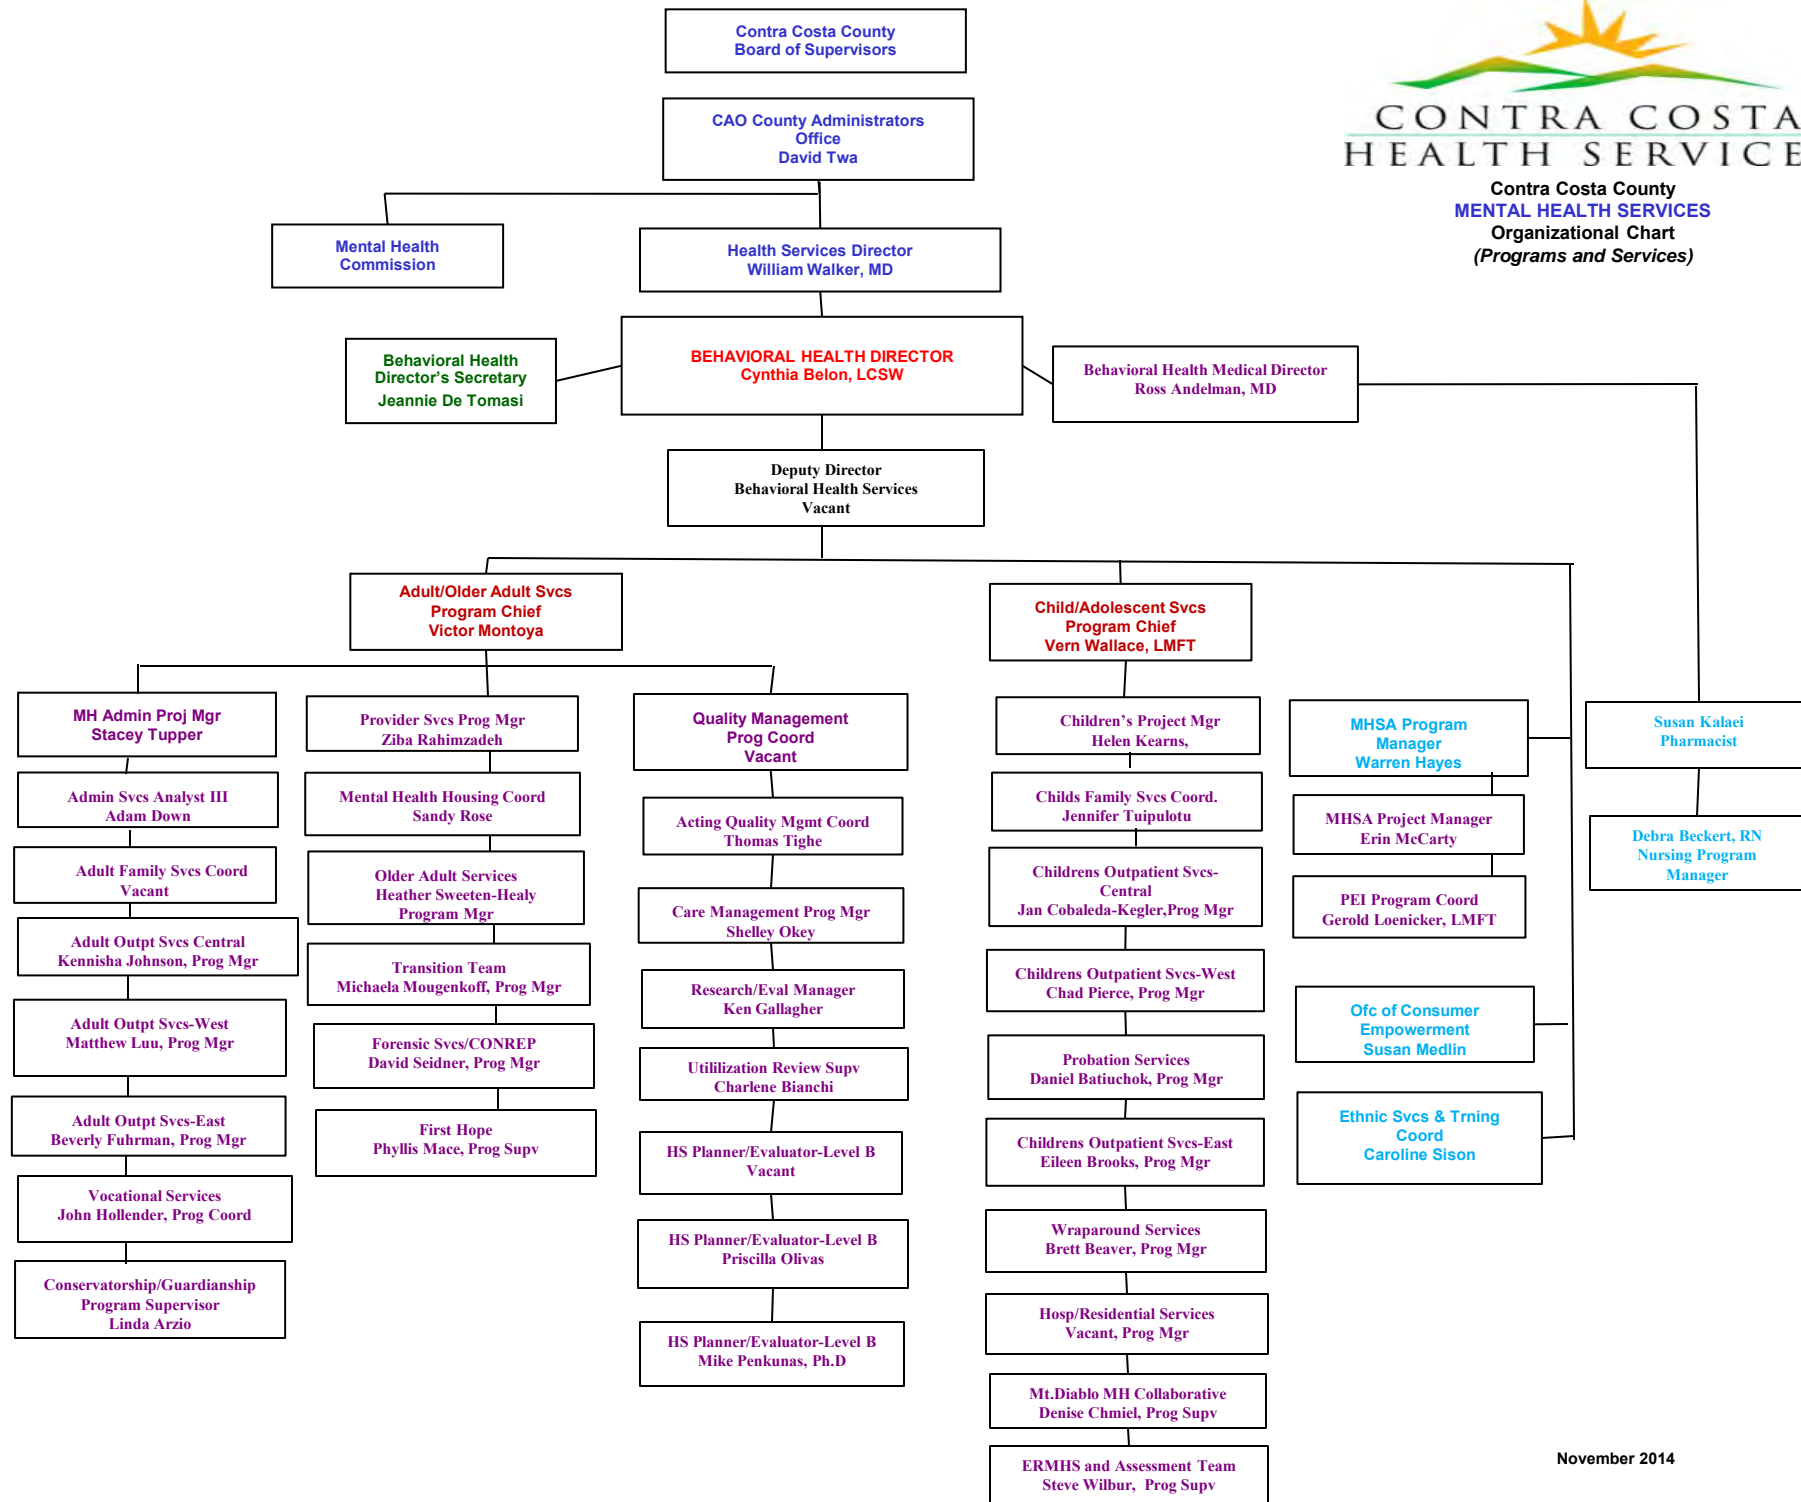 Contra Costa County
Board of Supervisors
CAO County Administrators
Office
David Twa
CONTRA COSTA
HEALTH SERVICE
Contra Costa County
MENTAL HEALTH SERVICES
Organizational Chart
(Programs and Services)
Mental Health
Commission
Health Services Director
William Walker, MD
Behavioral Health
Director's Secretary
Jeannie De Tomasi
BEHAVIORAL HEALTH DIRECTOR
Cynthia Belon, LCSW
Behavioral Health Medical Director
Ross Andelman, MD
Deputy Director
Behavioral Health Services
Vacant
Adult/Older Adult Svcs
Program Chief
Victor Montoya
Child/Adolescent Svcs
Program Chief
Vern Wallace, LMFT
MH Admin Proj Mgr
Stacey Tupper
Admin Svcs Analyst III
Adam Down
Adult Family Svcs Coord
Vacant
Adult Outpt Svcs Central
Kennisha Johnson, Prog Mgr
Adult Outpt Svcs-West
Matthew Luu, Prog Mgr
Adult Outpt Svcs-East
Beverly Fuhrman, Prog Mgr
Vocational Services
John Hollender, Prog Coord
Conservatorship/Guardianship
Program Supervisor
Linda Arzio
Provider Svcs Prog Mgr
Ziba Rahimzadeh
Mental Health Housing Coord
Sandy Rose
Older Adult Services
Heather Sweeten-Healy
Program Mgr
Transition Team
Michaela Mougenkoff, Prog Mgr
Forensic Svcs/CONREP
David Seidner, Prog Mgr
First Hope
Phyllis Mace, Prog Supv
Quality Management
Prog Coord
Vacant
Acting Quality Mgmt Coord
Thomas Tighe
Care Management Prog Mgr
Shelley Okey
Research/Eval Manager
Ken Gallagher
Utililization Review Supv
Charlene Bianchi
HS Planner/Evaluator-Level B
Vacant
HS Planner/Evaluator-Level B
Priscilla Olivas
HS Planner/Evaluator-Level B
Mike Penkunas, Ph.D
Children's Project Mgr
Helen Kearns,
Childs Family Svcs Coord.
Jennifer Tuipulotu
Childrens Outpatient Svcs-
Central
Jan Cobaleda-Kegler,Prog Mgr
Childrens Outpatient Svcs-West
Chad Pierce, Prog Mgr
Probation Services
Daniel Batiuchok, Prog Mgr
Childrens Outpatient Svcs-East
Eileen Brooks, Prog Mgr
Wraparound Services
Brett Beaver, Prog Mgr
Hosp/Residential Services
Vacant, Prog Mgr
Mt.Diablo MH Collaborative
Denise Chmiel, Prog Supv
ERMHS and Assessment Team
Steve Wilbur, Prog Supv
MHSA Program
Manager
Warren Hayes
MHSA Project Manager
Erin McCarty
PEI Program Coord
Gerold Loenicker, LMFT
Ofc of Consumer
Empowerment
Susan Medlin
Ethnic Svcs & Trning
Coord
Caroline Sison
Susan Kalaei
Pharmacist
Debra Beckert, RN
Nursing Program
Manager
November 2014